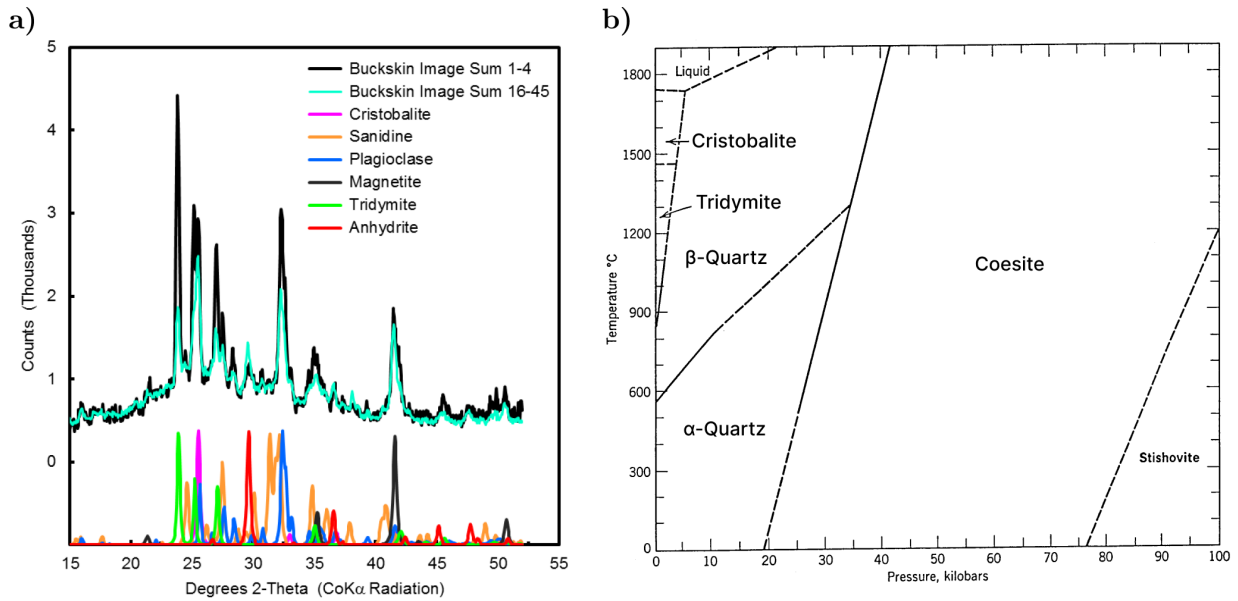 a)
5
4
3
2
1
0
Counts (Thousands)
Buckskin Image Sum 1-4
Buckskin Image Sum 16-45
Cristobalite
Sanidine
Plagioclase
Magnetite
Tridymite
Anhydrite
15 20 25 30 35 40 45 50 55
Degrees 2-Theta (CoKα Radiation)
b)
1800
1500
1200
900
600
300
0
Temperature °C
Liquid
Cristobalite
Tridymite
β-Quartz
α-Quartz
Coesite
Stishovite
0 10 20 30 40 50 60 70 80 90 100
Pressure, kilobars